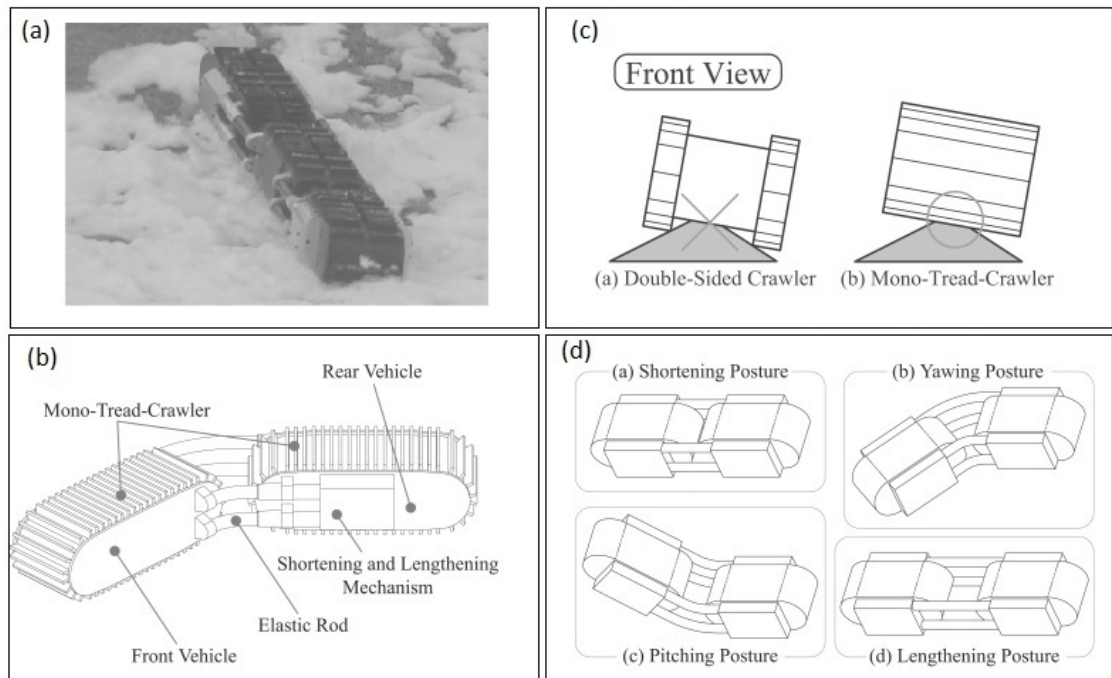 (a)
(c)
Front View
(a) Double-Sided Crawler
(b) Mono-Tread-Crawler
(b)
Rear Vehicle
Mono-Tread-Crawler
Shortening and Lengthening
Mechanism
Elastic Rod
Front Vehicle
(d)
(a) Shortening Posture
(b) Yawing Posture
(c) Pitching Posture
(d) Lengthening Posture